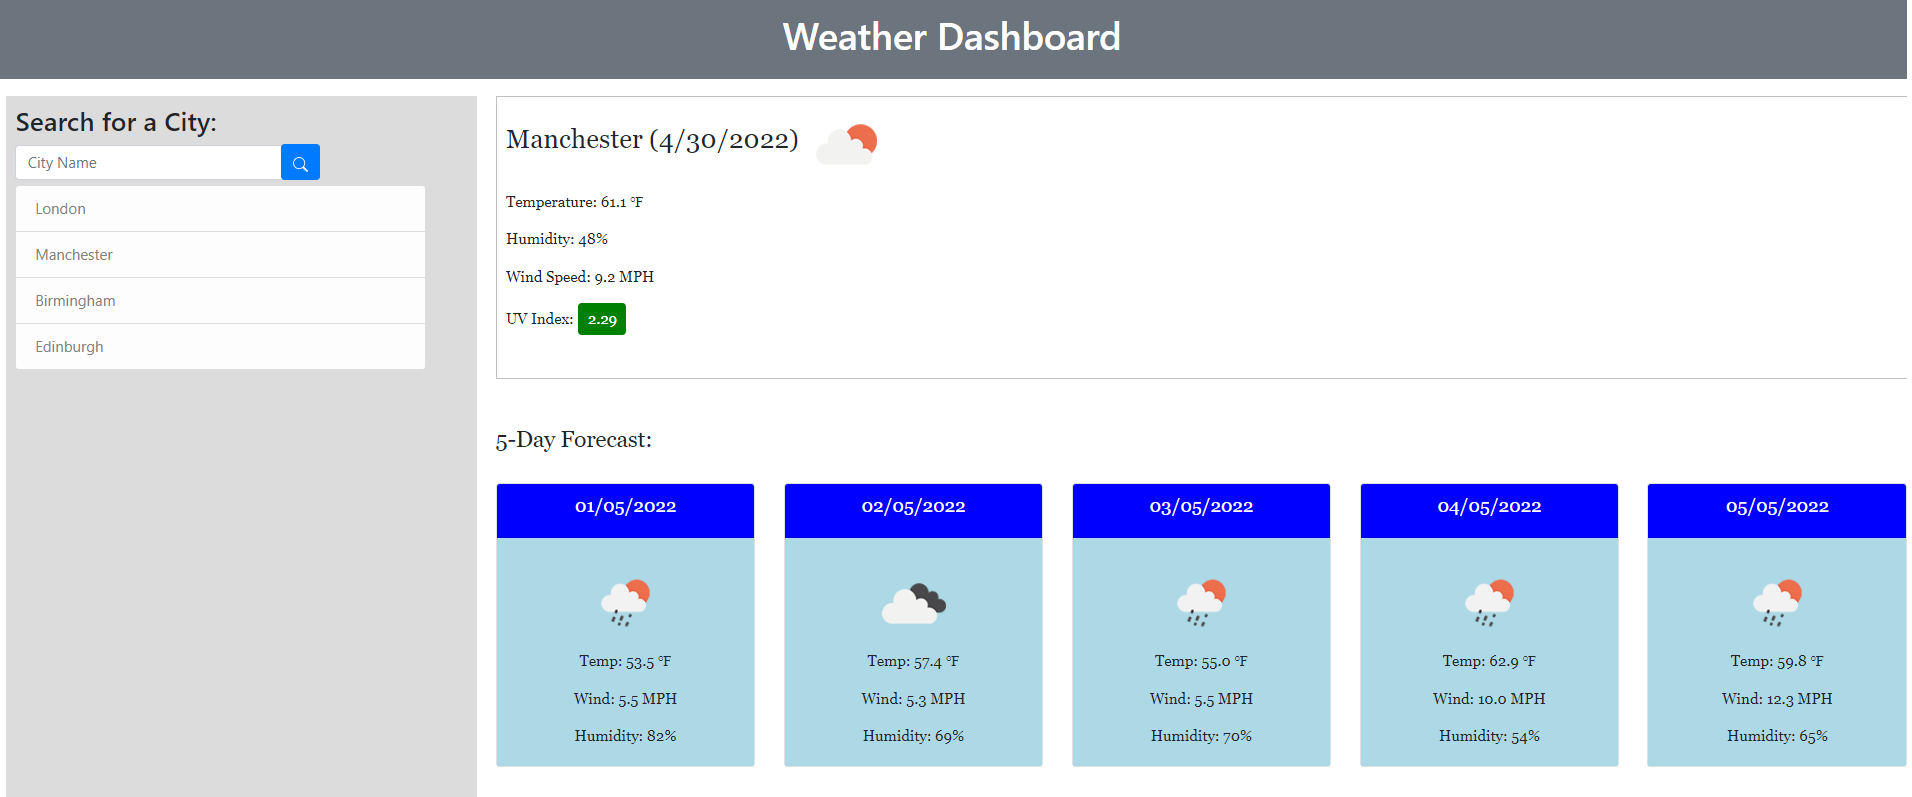 Weather Dashboard
Search for a City:
City Name
London
Manchester
Birmingham
Edinburgh
Manchester (4/30/2022)
Temperature: 61.1 °F
Humidity: 48%
Wind Speed: 9.2 MPH
UV Index: 2.29
5-Day Forecast:
01/05/2022
Temp: 53.5 °F
Wind: 5.5 MPH
Humidity: 82%
02/05/2022
Temp: 57.4 °F
Wind: 5.3 MPH
Humidity: 69%
03/05/2022
Temp: 55.0 °F
Wind: 5.5 MPH
Humidity: 70%
04/05/2022
Temp: 62.9 °F
Wind: 10.0 MPH
Humidity: 54%
05/05/2022
Temp: 59.8 °F
Wind: 12.3 MPH
Humidity: 65%